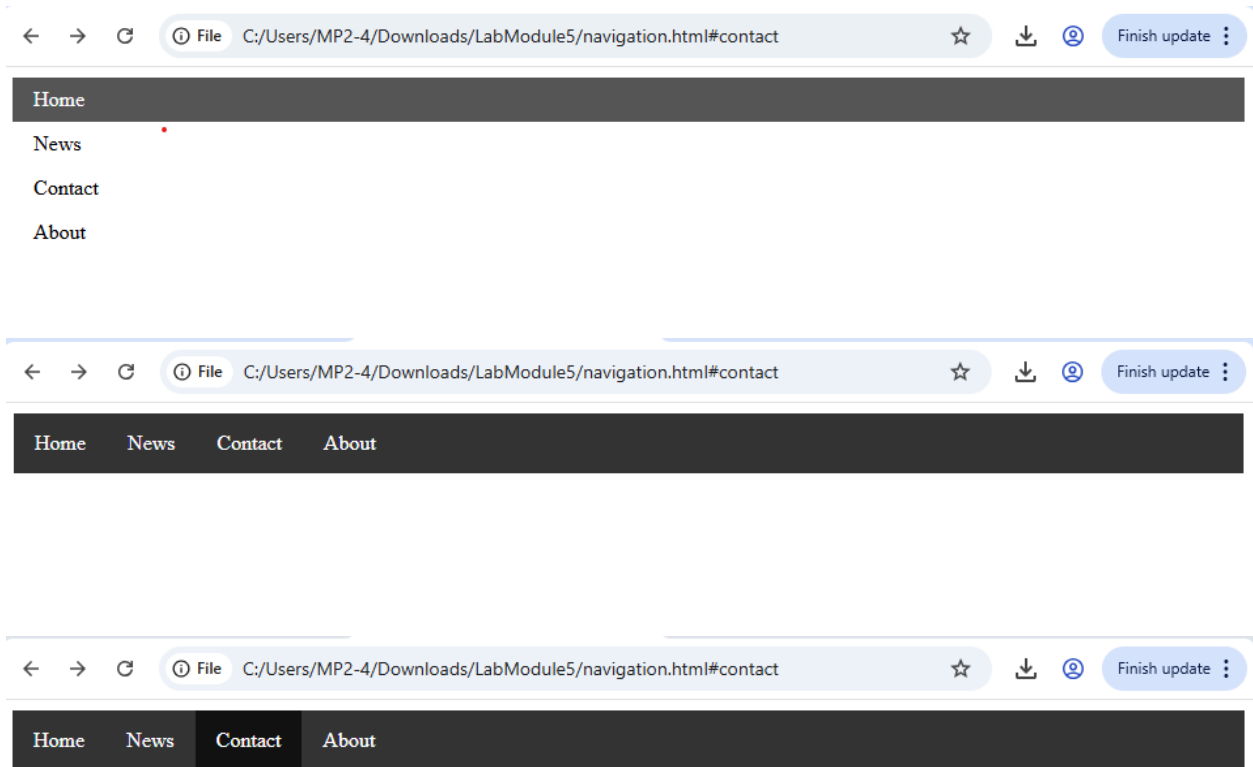 File C:/Users/MP2-4/Downloads/LabModule5/navigation.html#contact Finish update
Home
News
Contact
About
File C:/Users/MP2-4/Downloads/LabModule5/navigation.html#contact Finish update
Home News Contact About
File C:/Users/MP2-4/Downloads/LabModule5/navigation.html#contact Finish update
Home News Contact About